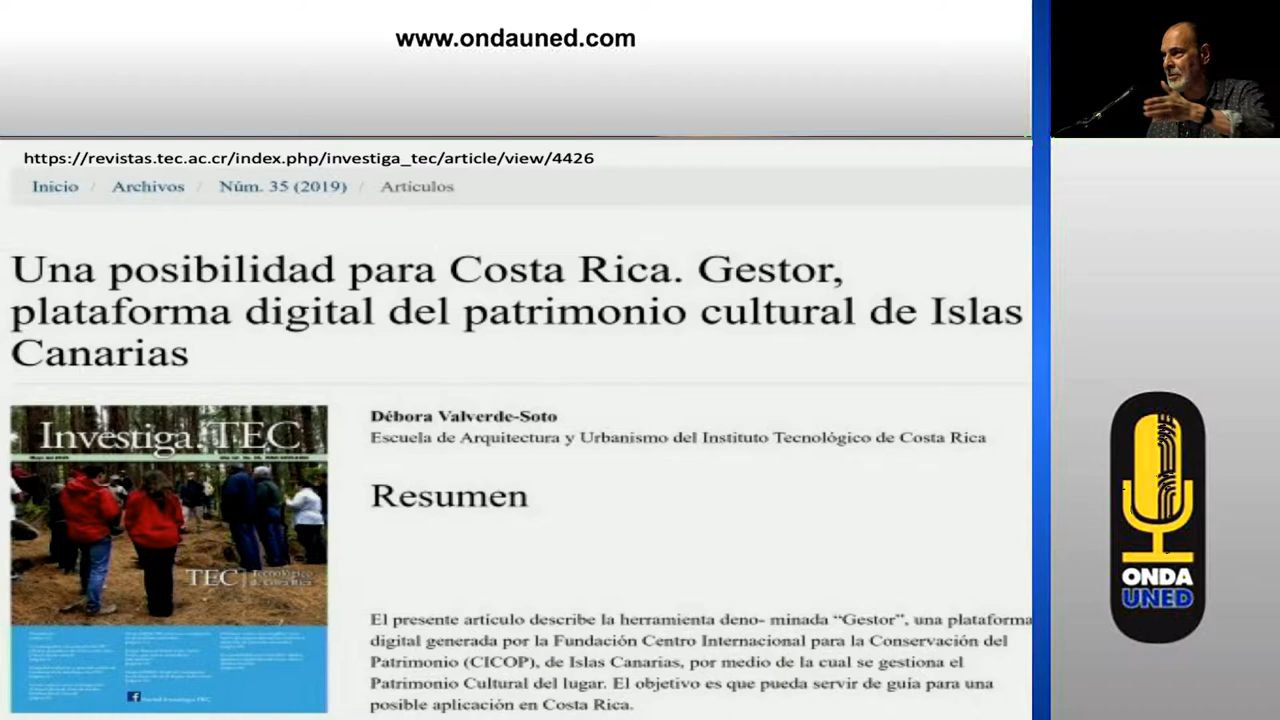 www.ondauned.com
https://revistas.tec.ac.cr/index.php/investiga_tec/article/view/4426
Inicio / Archivos / Núm. 35 (2019) / Artículos
Una posibilidad para Costa Rica. Gestor,
plataforma digital del patrimonio cultural de Islas
Canarias
Investiga.TEC
TEC | Tecnológico
de Costa Rica
Débora Valverde-Soto
Escuela de Arquitectura y Urbanismo del Instituto Tecnológico de Costa Rica
Resumen
El presente artículo describe la herramienta deno- minada “Gestor”, una plataforma
digital generada por la Fundación Centro Internacional para la Conservación del
Patrimonio (CICOP), de Islas Canarias, por medio de la cual se gestiona el
Patrimonio Cultural del lugar. El objetivo es que pueda servir de guía para una
posible aplicación en Costa Rica.
ONDA
UNED